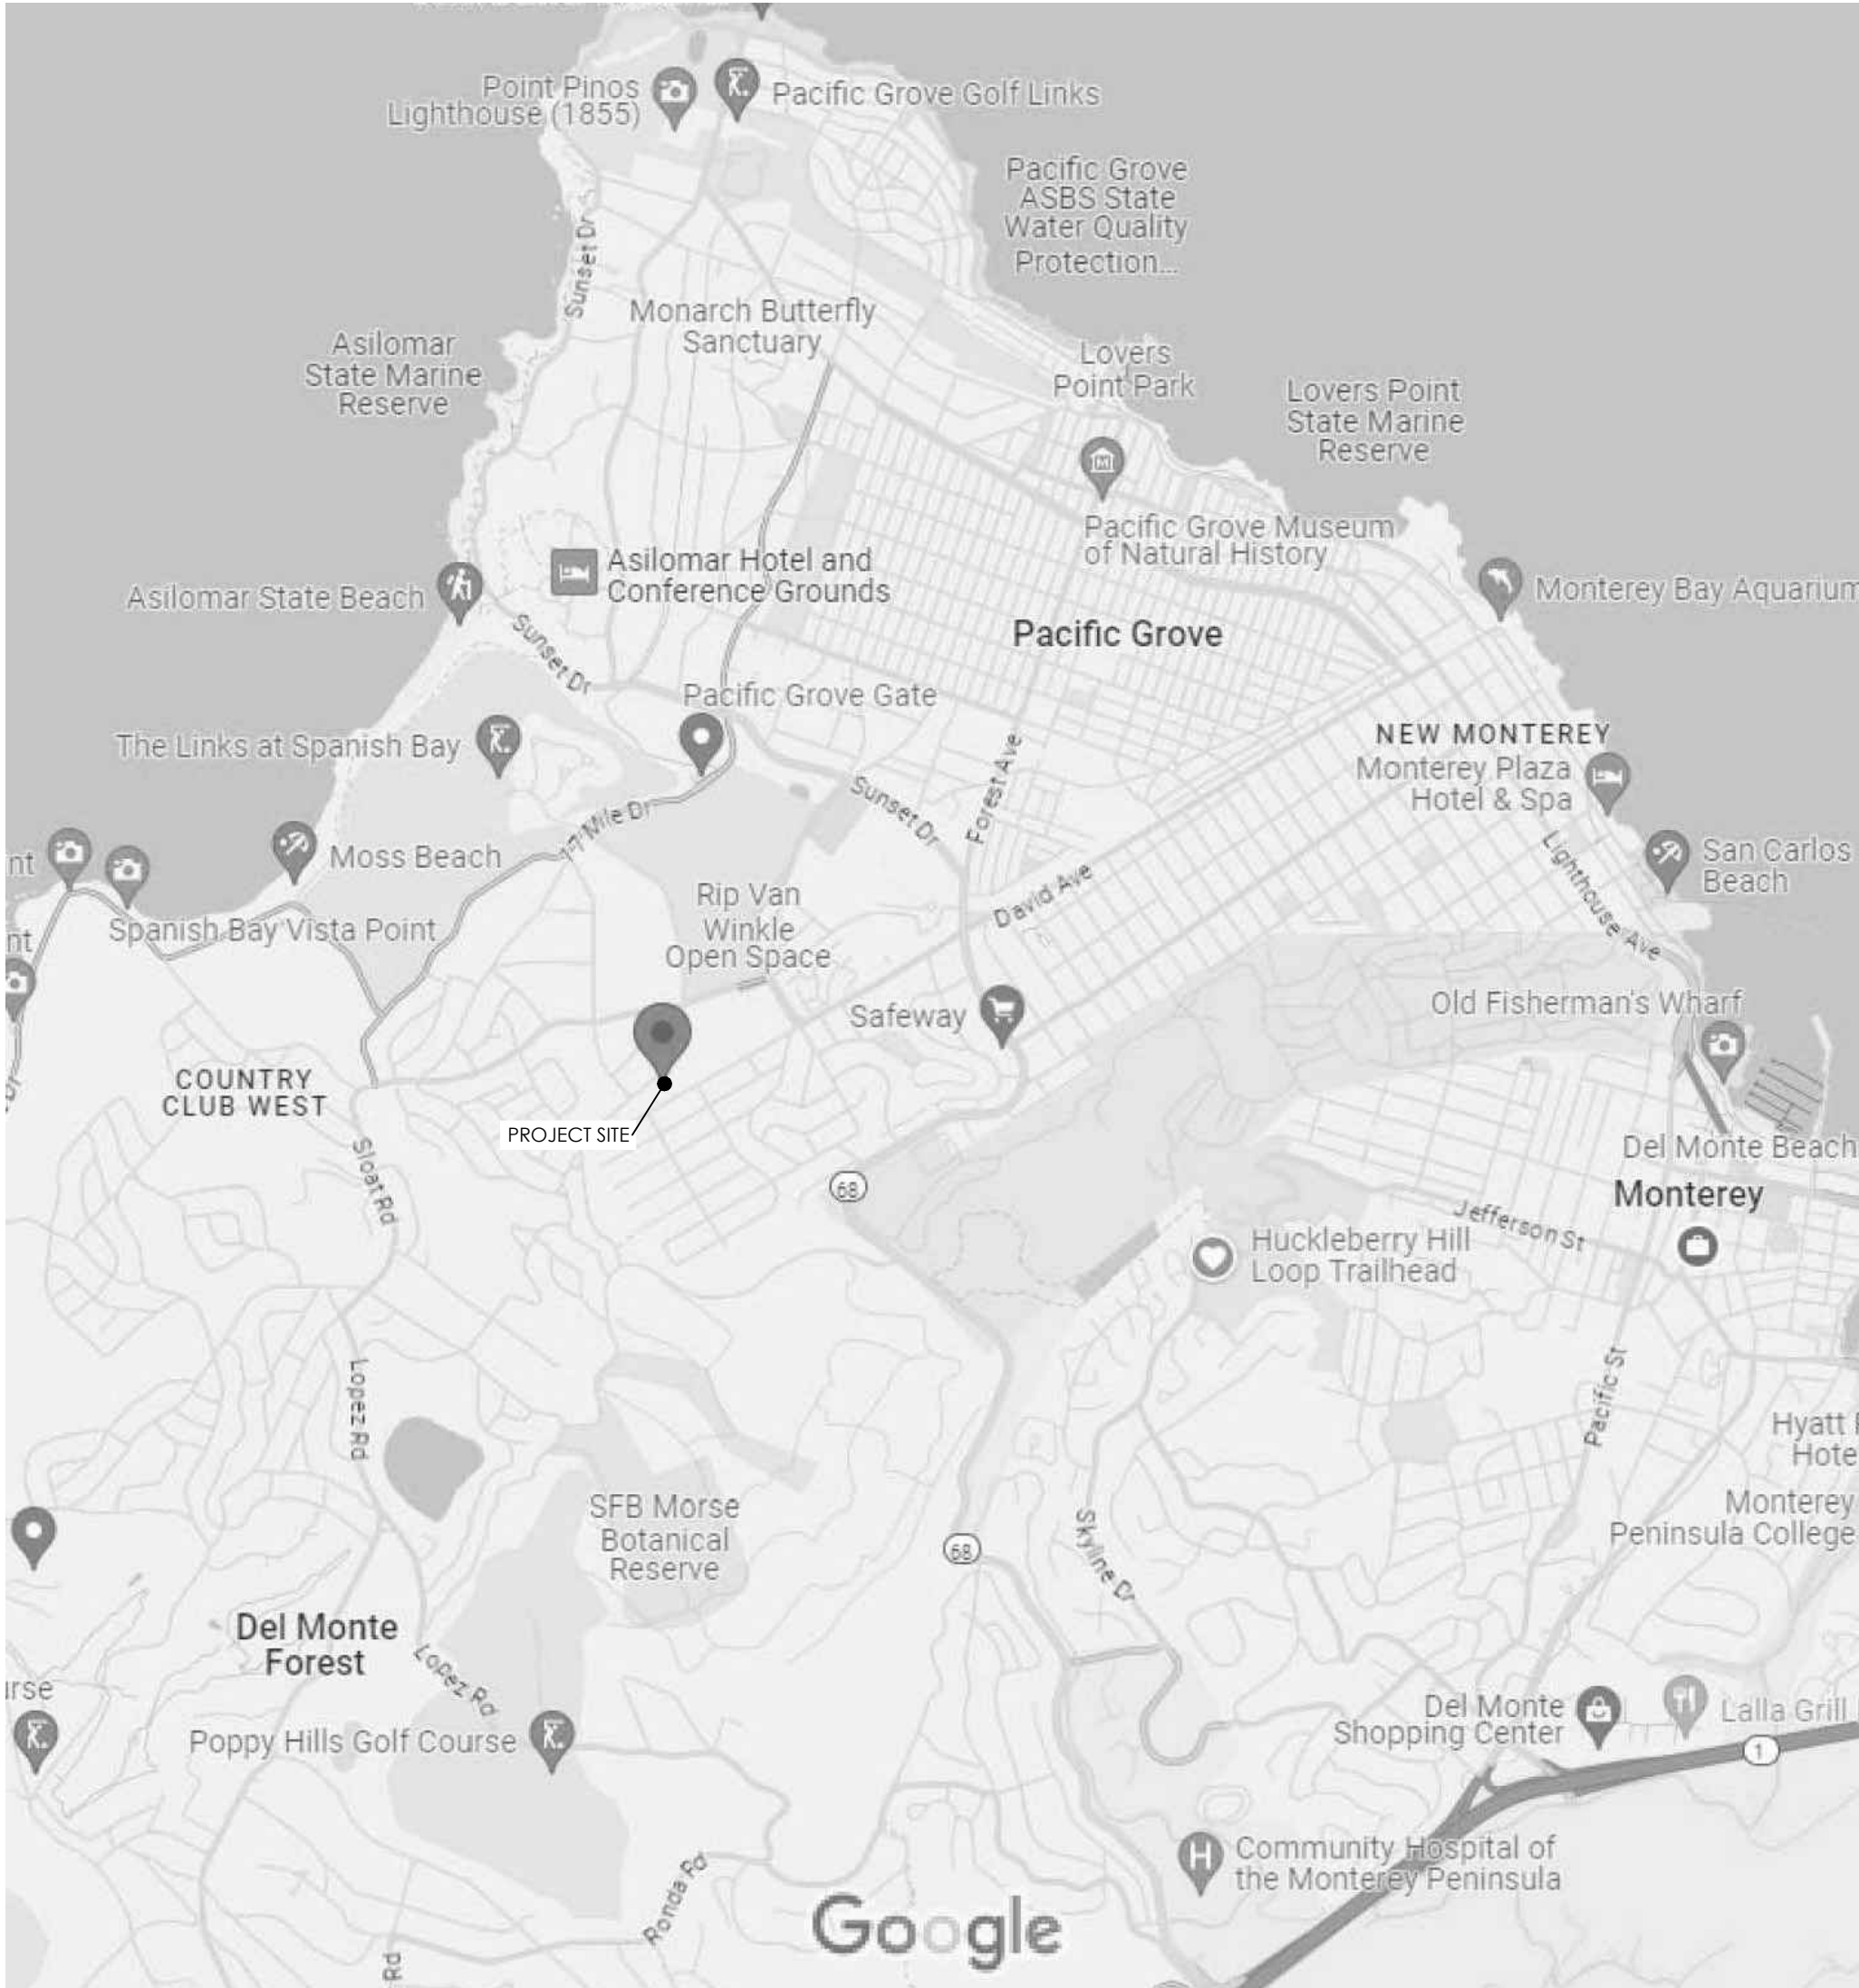 Point Pinos
Lighthouse (1855)
Pacific Grove Golf Links
Pacific Grove
ASBS State
Water Quality
Protection...
Sunset Dr
Monarch Butterfly
Sanctuary
Asilomar
State Marine
Reserve
Lovers
Point Park
Lovers Point
State Marine
Reserve
M
Pacific Grove Museum
of Natural History
Asilomar Hotel and
Conference Grounds
Asilomar State Beach
Monterey Bay Aquarium
Sunset Dr
Pacific Grove
Pacific Grove Gate
The Links at Spanish Bay
NEW MONTEREY
Monterey Plaza
Hotel & Spa
Forest Ave
Sunset Dr
17 Mile Dr
Moss Beach
nt
San Carlos
Beach
Lighthouse Ave
David Ave
Rip Van
Winkle
Open Space
Spanish Bay Vista Point
nt
Safeway
Old Fisherman's Wharf
COUNTRY
CLUB WEST
Dr
PROJECT SITE
Del Monte Beach
Sloat Rd
68
Monterey
Jefferson St
Huckleberry Hill
Loop Trailhead
Lopez Rd
Pacific St
Hyatt
Hote
SFB Morse
Botanical
Reserve
Monterey
Peninsula College
68
Skyline Dr
Del Monte
Forest
Lopez Rd
urse
Poppy Hills Golf Course
Del Monte
Shopping Center
Lalla Grill
1
H
Community Hospital of
the Monterey Peninsula
Ronda Rd
Google
Rd